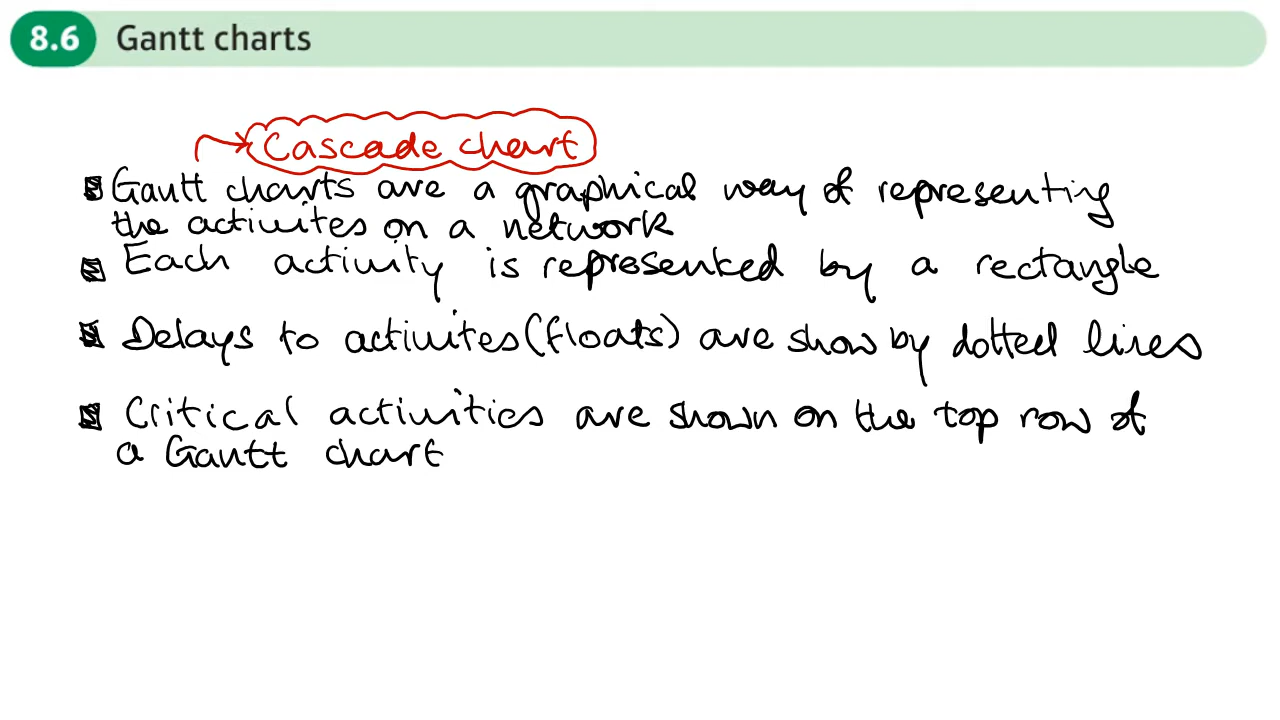 8.6 Gantt charts
Cascade chart
Gantt charts are a graphical way of representing
the activites on a network
Each activity is represented by a rectangle
Delays to activites (floats) are show by dotted lines
Critical activities are shown on the top row of
a Gantt chart